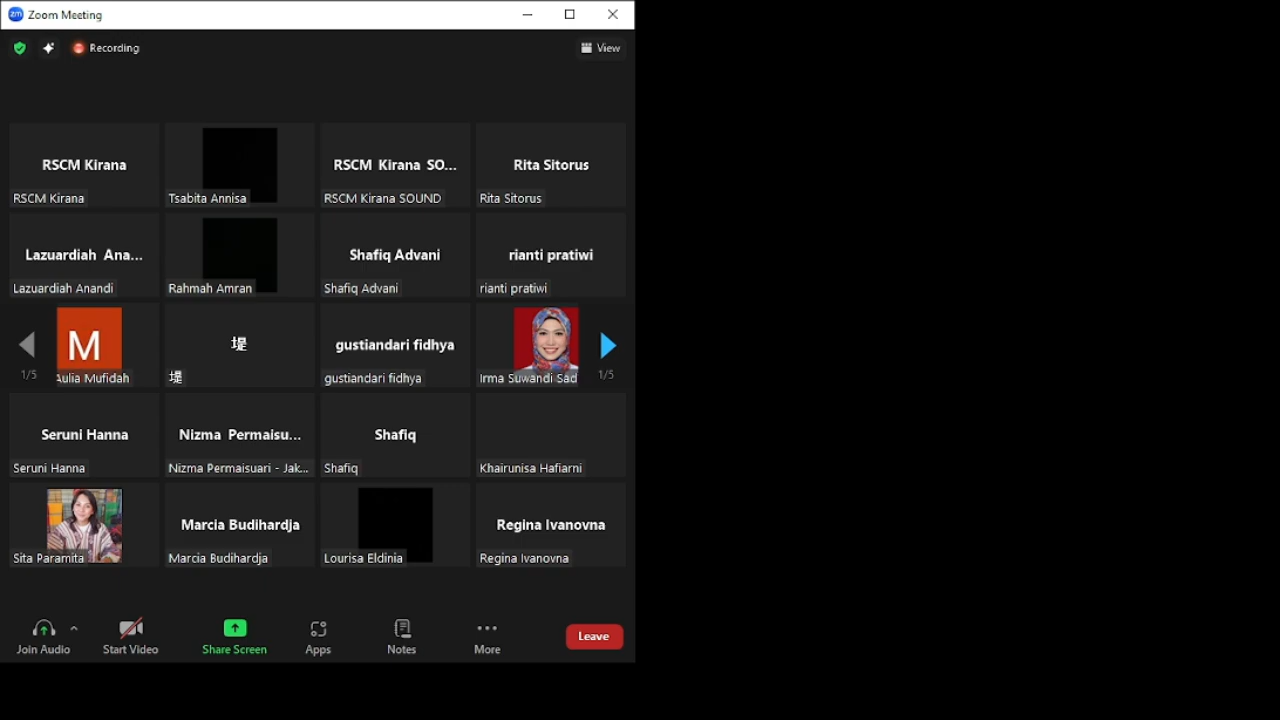 zm Zoom Meeting
Recording
View
RSCM Kirana
RSCM Kirana
Tsabita Annisa
RSCM Kirana SO...
RSCM Kirana SOUND
Rita Sitorus
Rita Sitorus
Lazuardiah Ana...
Lazuardiah Anandi
Rahmah Amran
Shafiq Advani
Shafiq Advani
rianti pratiwi
rianti pratiwi
1/5
M
Aulia Mufidah
堤
堤
gustiandari fidhya
gustiandari fidhya
Irma Suwandi Sad
1/5
Seruni Hanna
Seruni Hanna
Nizma Permaisu...
Nizma Permaisuari - Jak...
Shafiq
Shafiq
Khairunisa Hafiarni
Sita Paramita
Marcia Budihardja
Marcia Budihardja
Lourisa Eldinia
Regina Ivanovna
Regina Ivanovna
Join Audio
Start Video
Share Screen
Apps
Notes
More
Leave